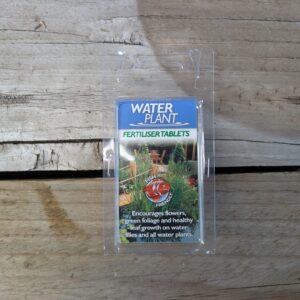 WATER
PLANT
FERTILISER TABLETS
Encourages flowers,
green foliage and healthy
leaf growth on water
lilies and all water plants.